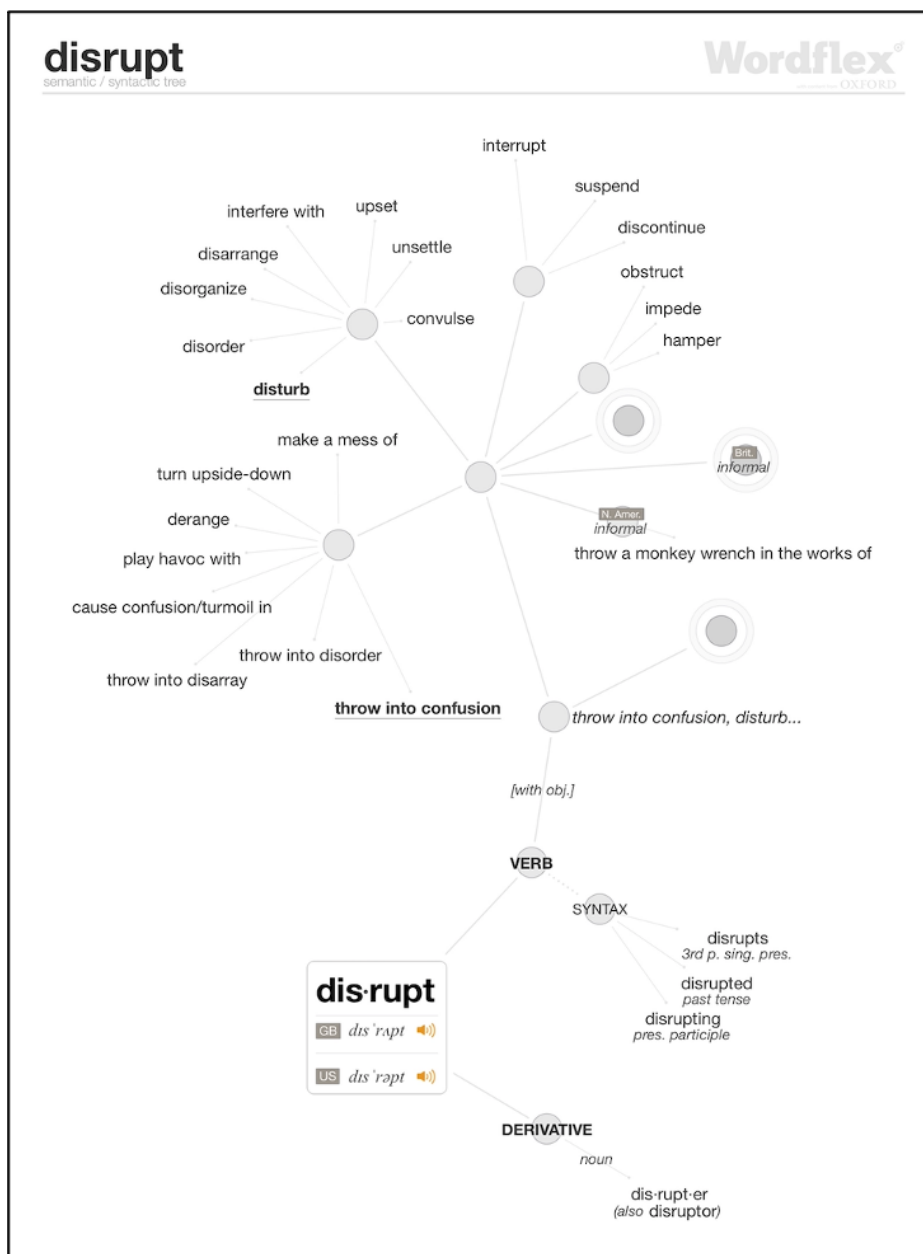 disrupt
semantic / syntactic tree
Wordflex
OXFORD
interrupt
suspend
discontinue
interfere with
upset
disarrange
unsettle
disorganize
convulse
disorder
disturb
obstruct
impede
hamper
make a mess of
turn upside-down
derange
play havoc with
cause confusion/turmoil in
throw into disorder
throw into disarray
throw into confusion
Brit.
informal
N. Amer.
informal
throw a monkey wrench in the works of
throw into confusion, disturb...
[with obj.]
VERB
SYNTAX
disrupts
3rd p. sing. pres.
disrupted
past tense
disrupting
pres. participle
dis·rupt
GB dɪsˈrʌpt
US dɪsˈrəpt
DERIVATIVE
noun
dis·rupt·er
(also disruptor)